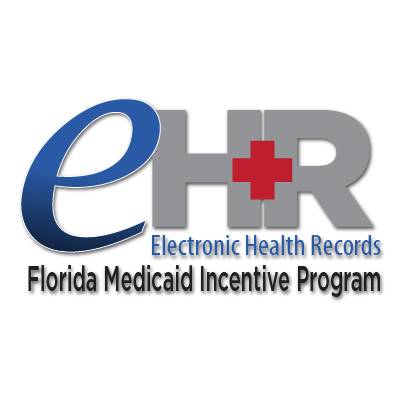 eHR
Electronic Health Records
Florida Medicaid Incentive Program